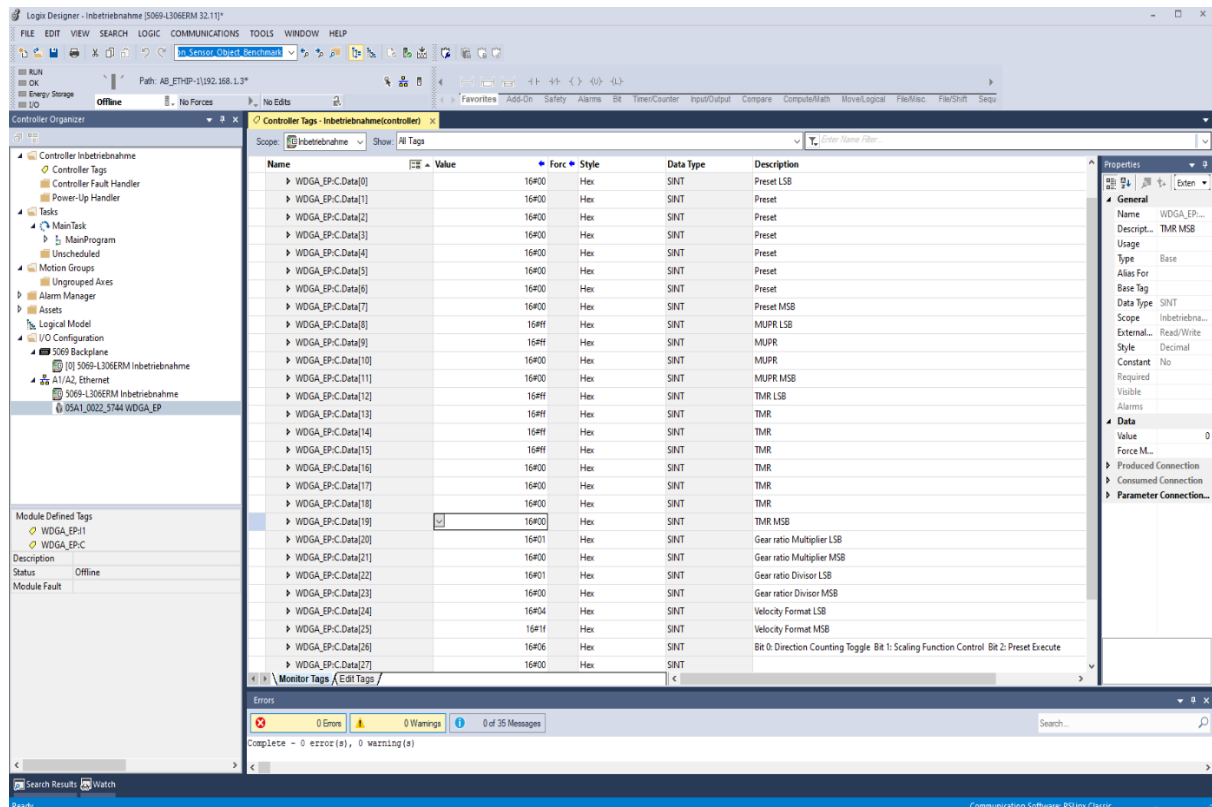 Logix Designer - Inbetriebnahme [5069-L306ERM 32.11]*
FILE EDIT VIEW SEARCH LOGIC COMMUNICATIONS TOOLS WINDOW HELP
on_Sensor_Object_Benchmark
RUN
OK
Energy Storage
I/O
Path: AB_ETHIP-1\192.168.1.3*
Offline No Forces No Edits
Favorites Add-On Safety Alarms Bit Timer/Counter Input/Output Compare Compute/Math Move/Logical File/Misc. File/Shift Sequ
Controller Organizer
Controller Inbetriebnahme
Controller Tags
Controller Fault Handler
Power-Up Handler
Tasks
MainTask
MainProgram
Unscheduled
Motion Groups
Ungrouped Axes
Alarm Manager
Assets
Logical Model
I/O Configuration
5069 Backplane
[0] 5069-L306ERM Inbetriebnahme
A1/A2, Ethernet
5069-L306ERM Inbetriebnahme
05A1_0022_5744 WDGA_EP
Module Defined Tags
WDGA_EP:I1
WDGA_EP:C
Description
Status Offline
Module Fault
Controller Tags - Inbetriebnahme(controller) ×
Scope: Inbetriebnahme Show: All Tags Enter Name Filter...
Name Value Forc Style Data Type Description
WDGA_EP:C.Data[0] 16#00 Hex SINT Preset LSB
WDGA_EP:C.Data[1] 16#00 Hex SINT Preset
WDGA_EP:C.Data[2] 16#00 Hex SINT Preset
WDGA_EP:C.Data[3] 16#00 Hex SINT Preset
WDGA_EP:C.Data[4] 16#00 Hex SINT Preset
WDGA_EP:C.Data[5] 16#00 Hex SINT Preset
WDGA_EP:C.Data[6] 16#00 Hex SINT Preset
WDGA_EP:C.Data[7] 16#00 Hex SINT Preset MSB
WDGA_EP:C.Data[8] 16#ff Hex SINT MUPR LSB
WDGA_EP:C.Data[9] 16#ff Hex SINT MUPR
WDGA_EP:C.Data[10] 16#00 Hex SINT MUPR
WDGA_EP:C.Data[11] 16#00 Hex SINT MUPR MSB
WDGA_EP:C.Data[12] 16#ff Hex SINT TMR LSB
WDGA_EP:C.Data[13] 16#ff Hex SINT TMR
WDGA_EP:C.Data[14] 16#ff Hex SINT TMR
WDGA_EP:C.Data[15] 16#ff Hex SINT TMR
WDGA_EP:C.Data[16] 16#00 Hex SINT TMR
WDGA_EP:C.Data[17] 16#00 Hex SINT TMR
WDGA_EP:C.Data[18] 16#00 Hex SINT TMR
WDGA_EP:C.Data[19] 16#00 Hex SINT TMR MSB
WDGA_EP:C.Data[20] 16#01 Hex SINT Gear ratio Multiplier LSB
WDGA_EP:C.Data[21] 16#00 Hex SINT Gear ratio Multiplier MSB
WDGA_EP:C.Data[22] 16#01 Hex SINT Gear ratio Divisor LSB
WDGA_EP:C.Data[23] 16#00 Hex SINT Gear ratior Divisor MSB
WDGA_EP:C.Data[24] 16#04 Hex SINT Velocity Format LSB
WDGA_EP:C.Data[25] 16#1f Hex SINT Velocity Format MSB
WDGA_EP:C.Data[26] 16#06 Hex SINT Bit 0: Direction Counting Toggle Bit 1: Scaling Function Control Bit 2: Preset Execute
WDGA_EP:C.Data[27] 16#00 Hex SINT
Monitor Tags Edit Tags
Properties
Exten
General
Name WDGA_EP:...
Descript... TMR MSB
Usage
Type Base
Alias For
Base Tag
Data Type SINT
Scope Inbetriebna...
External... Read/Write
Style Decimal
Constant No
Required
Visible
Alarms
Data
Value 0
Force M...
Produced Connection
Consumed Connection
Parameter Connection...
Errors
0 Errors 0 Warnings 0 of 35 Messages Search...
Complete - 0 error(s), 0 warning(s)
Search Results Watch
Ready Communication Software: RSLinx Classic